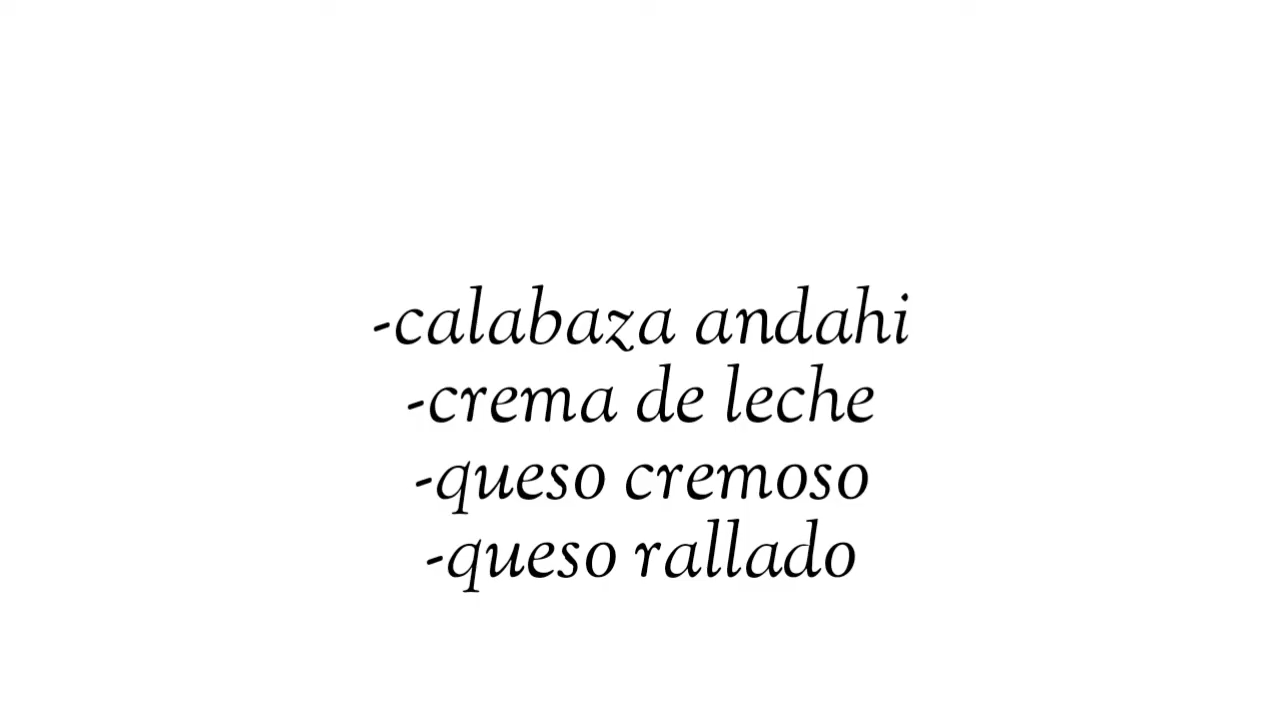 -calabaza andahi
-crema de leche
-queso cremoso
-queso rallado